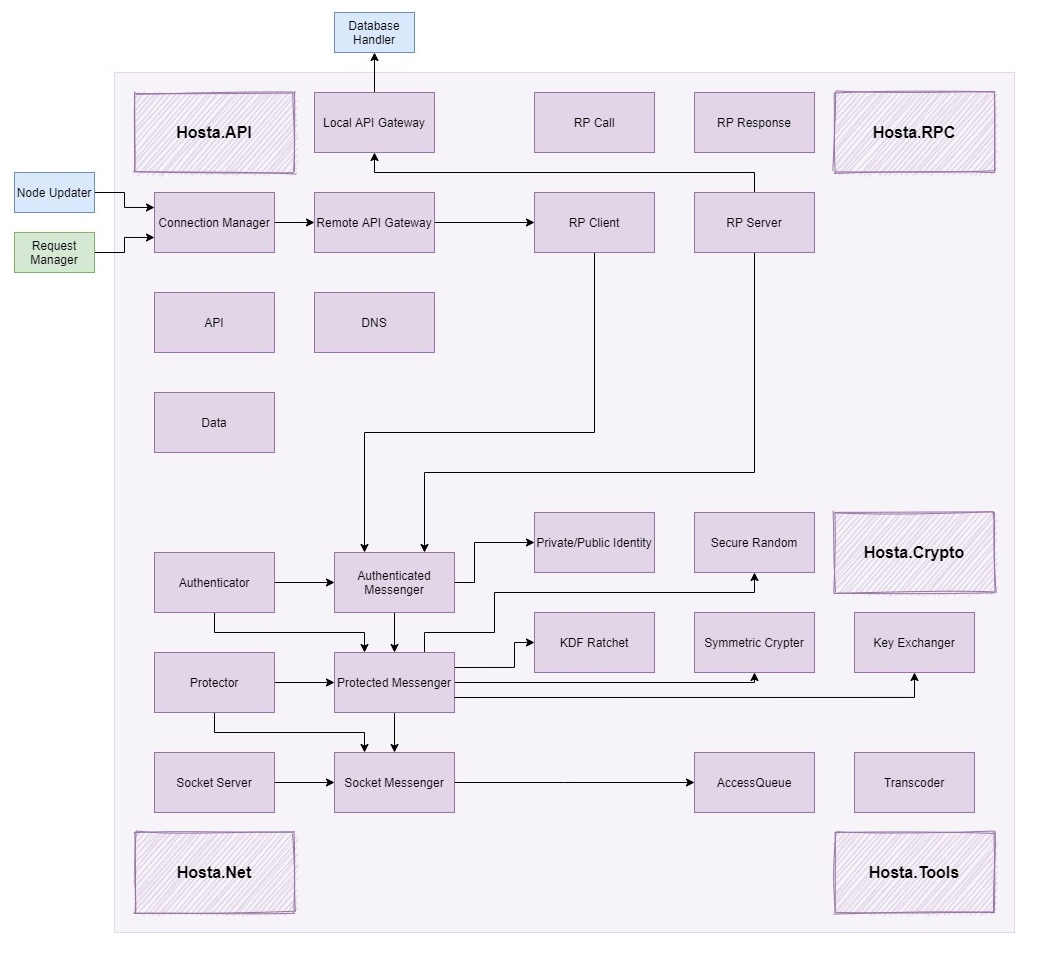 Database
Handler
Hosta.API
Local API Gateway
RP Call
RP Response
Hosta.RPC
Node Updater
Connection Manager
Remote API Gateway
RP Client
RP Server
Request
Manager
API
DNS
Data
Private/Public Identity
Secure Random
Hosta.Crypto
Authenticator
Authenticated
Messenger
KDF Ratchet
Symmetric Crypter
Key Exchanger
Protector
Protected Messenger
Socket Server
Socket Messenger
AccessQueue
Transcoder
Hosta.Net
Hosta.Tools